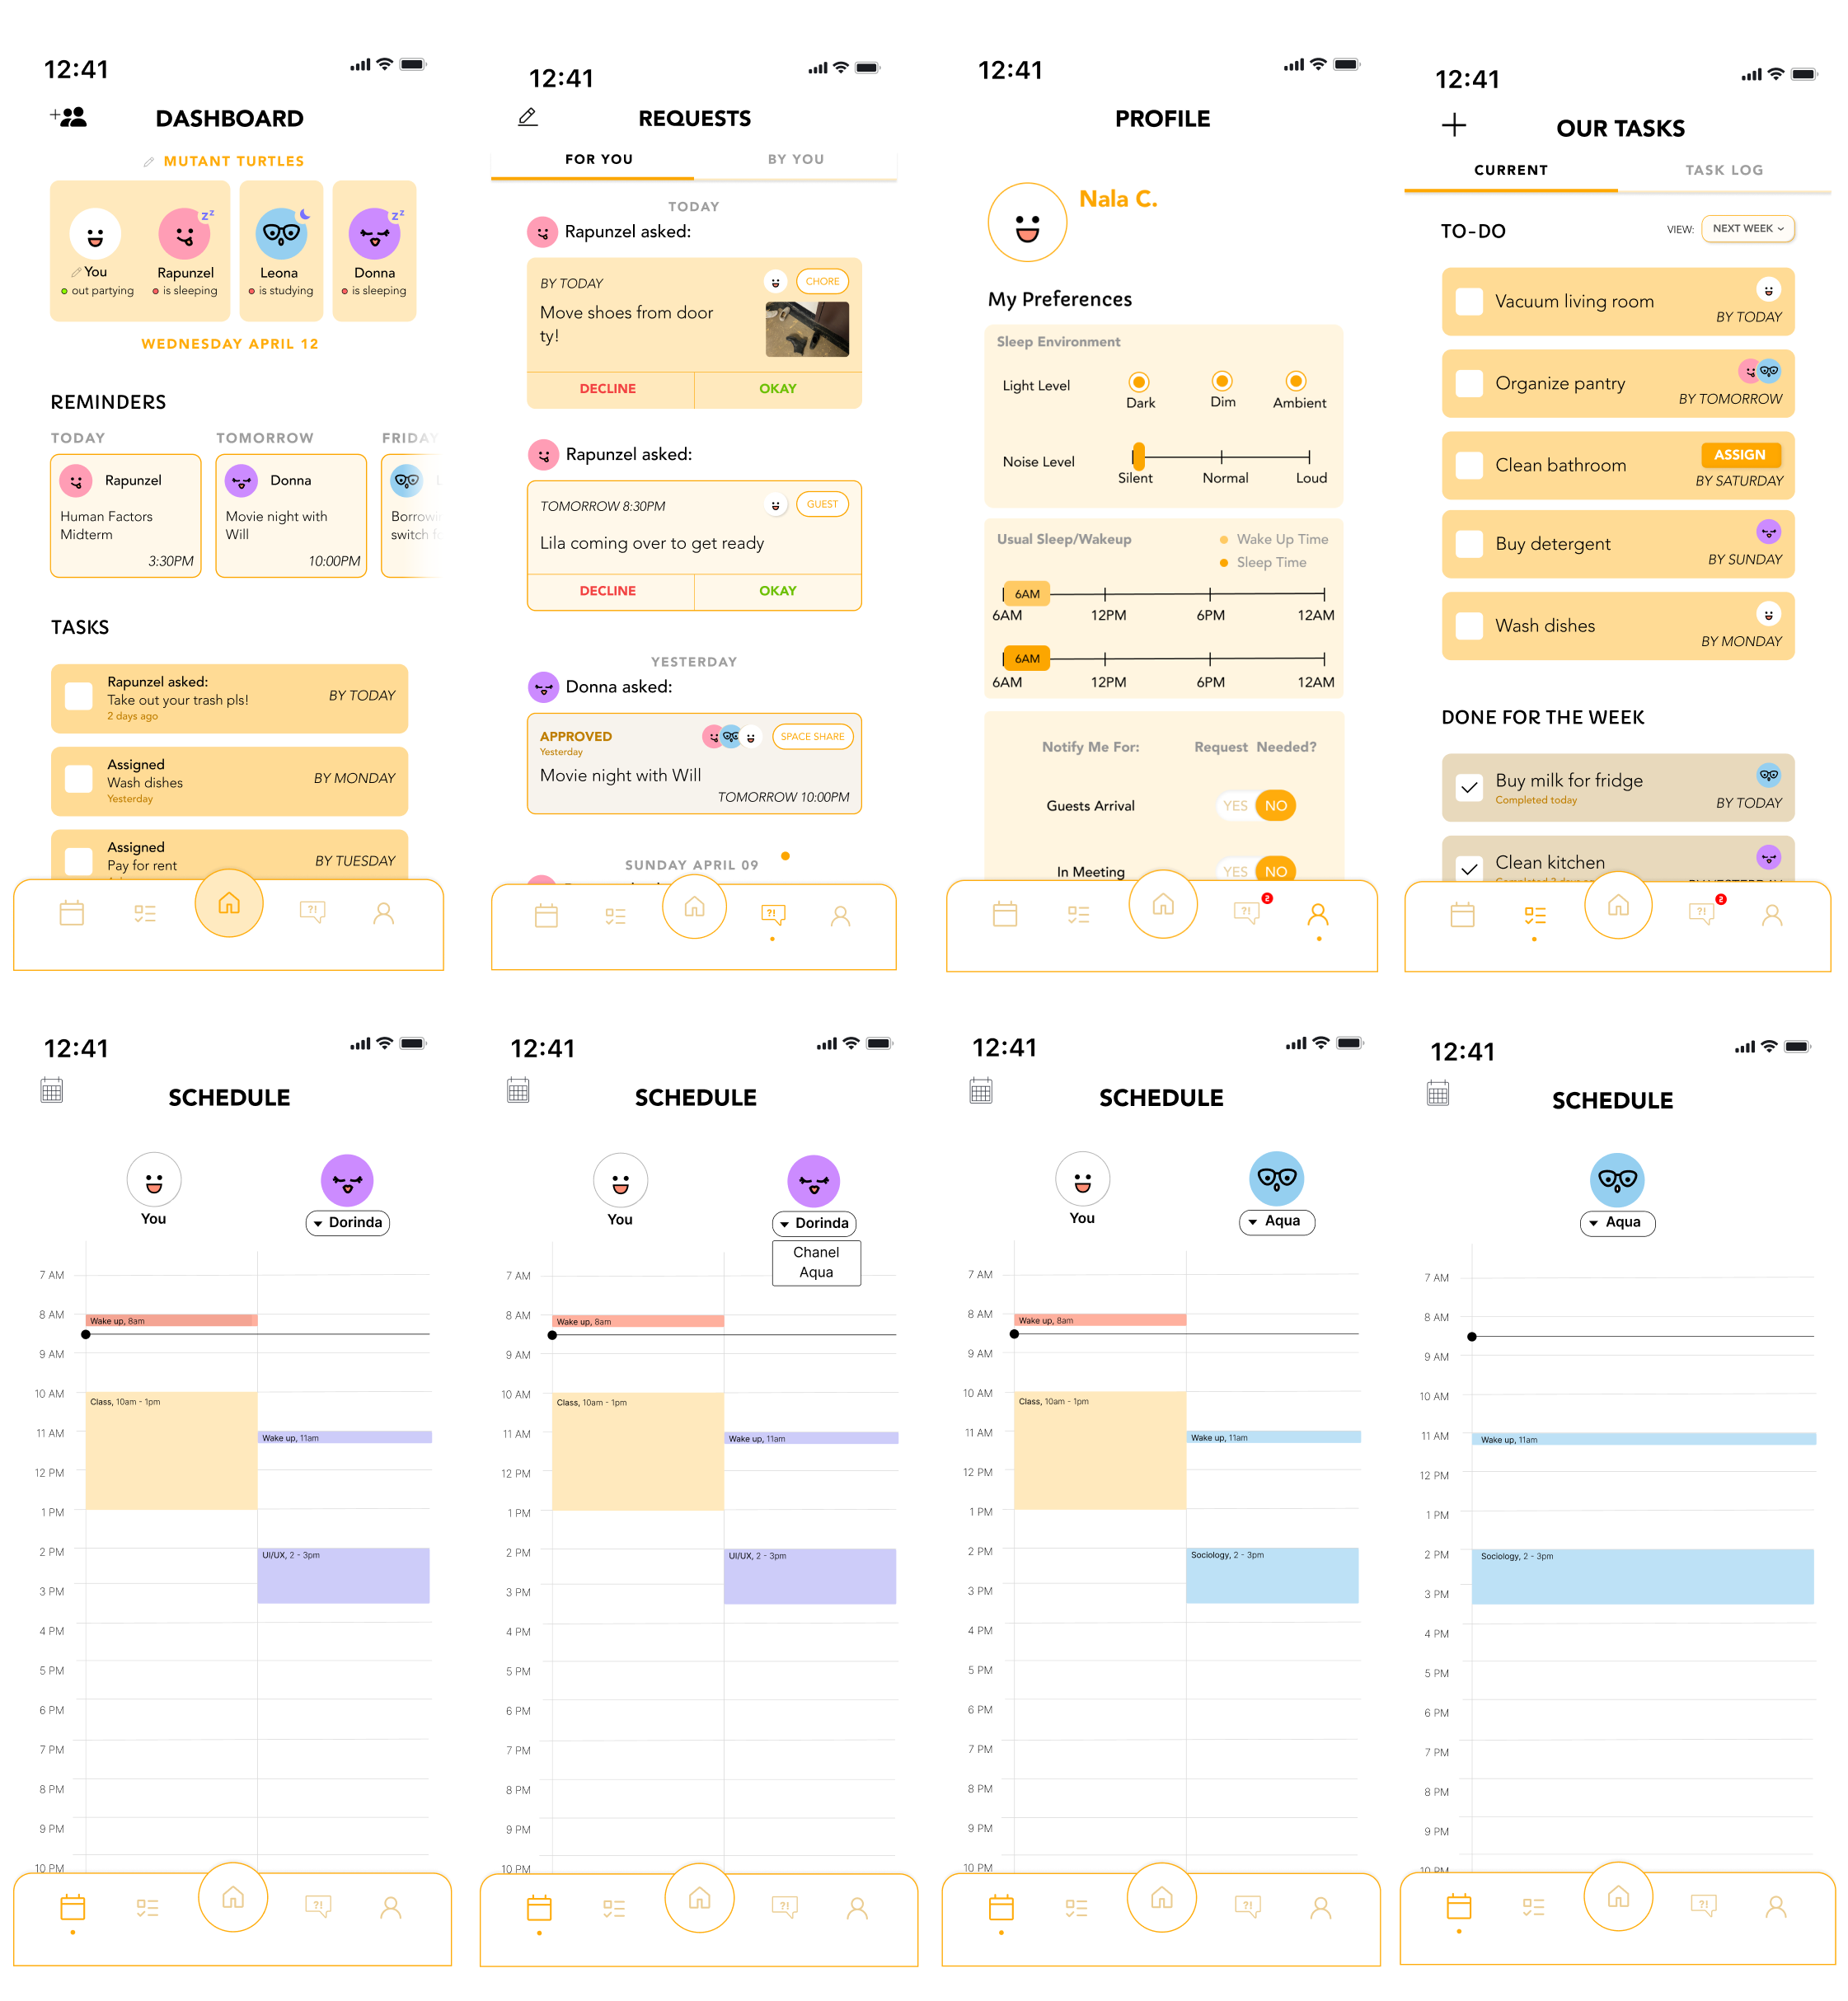 12:41
DASHBOARD
MUTANT TURTLES
zz
zz
You
Rapunzel
Leona
Donna
out partying
is sleeping
is studying
is sleeping
WEDNESDAY APRIL 12
REMINDERS
TODAY
TOMORROW
FRIDAY
Rapunzel
Donna
L
Human Factors
Midterm
3:30PM
Movie night with
Will
10:00PM
Borrowi
switch f
TASKS
Rapunzel asked:
Take out your trash pls!
2 days ago
BY TODAY
Assigned
Wash dishes
Yesterday
BY MONDAY
Assigned
Pay for rent
BY TUESDAY
?!
12:41
REQUESTS
FOR YOU
BY YOU
TODAY
Rapunzel asked:
BY TODAY
CHORE
Move shoes from door
ty!
DECLINE
OKAY
Rapunzel asked:
TOMORROW 8:30PM
GUEST
Lila coming over to get ready
DECLINE
OKAY
YESTERDAY
Donna asked:
APPROVED
Yesterday
SPACE SHARE
Movie night with Will
TOMORROW 10:00PM
SUNDAY APRIL 09
?!
12:41
PROFILE
Nala C.
My Preferences
Sleep Environment
Light Level
Dark
Dim
Ambient
Noise Level
Silent
Normal
Loud
Usual Sleep/Wakeup
Wake Up Time
Sleep Time
6AM
6AM
12PM
6PM
12AM
6AM
6AM
12PM
6PM
12AM
Notify Me For:
Request Needed?
Guests Arrival
YES
NO
In Meeting
YES
NO
?!
2
12:41
OUR TASKS
CURRENT
TASK LOG
TO-DO
VIEW:
NEXT WEEK
Vacuum living room
BY TODAY
Organize pantry
BY TOMORROW
Clean bathroom
ASSIGN
BY SATURDAY
Buy detergent
BY SUNDAY
Wash dishes
BY MONDAY
DONE FOR THE WEEK
Buy milk for fridge
Completed today
BY TODAY
Clean kitchen
?!
2
12:41
SCHEDULE
You
Dorinda
7 AM
8 AM
Wake up, 8am
9 AM
10 AM
Class, 10am - 1pm
11 AM
Wake up, 11am
12 PM
1 PM
2 PM
UI/UX, 2 - 3pm
3 PM
4 PM
5 PM
6 PM
7 PM
8 PM
9 PM
10 PM
?!
12:41
SCHEDULE
You
Dorinda
Chanel
Aqua
7 AM
8 AM
Wake up, 8am
9 AM
10 AM
Class, 10am - 1pm
11 AM
Wake up, 11am
12 PM
1 PM
2 PM
UI/UX, 2 - 3pm
3 PM
4 PM
5 PM
6 PM
7 PM
8 PM
9 PM
10 PM
?!
12:41
SCHEDULE
You
Aqua
7 AM
8 AM
Wake up, 8am
9 AM
10 AM
Class, 10am - 1pm
11 AM
Wake up, 11am
12 PM
1 PM
2 PM
Sociology, 2 - 3pm
3 PM
4 PM
5 PM
6 PM
7 PM
8 PM
9 PM
10 PM
?!
12:41
SCHEDULE
Aqua
7 AM
8 AM
9 AM
10 AM
11 AM
Wake up, 11am
12 PM
1 PM
2 PM
Sociology, 2 - 3pm
3 PM
4 PM
5 PM
6 PM
7 PM
8 PM
9 PM
10 PM
?!